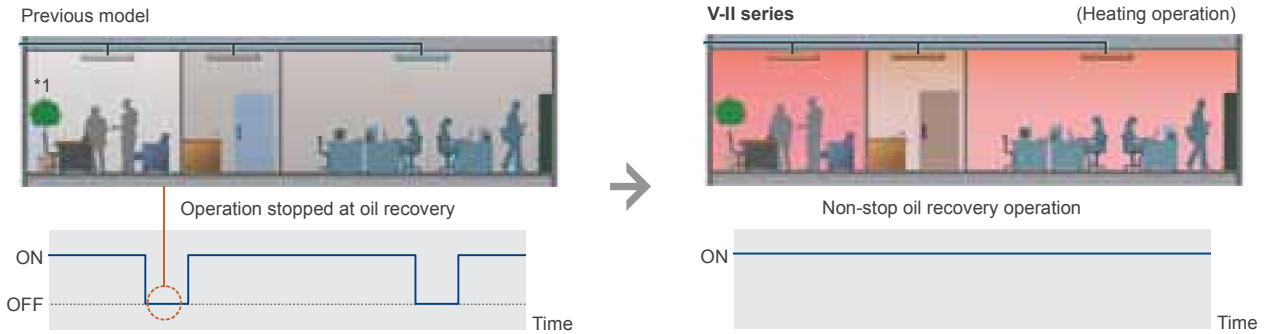 Previous model
*1
Operation stopped at oil recovery
ON
OFF
Time
V-II series
(Heating operation)
Non-stop oil recovery operation
ON
Time